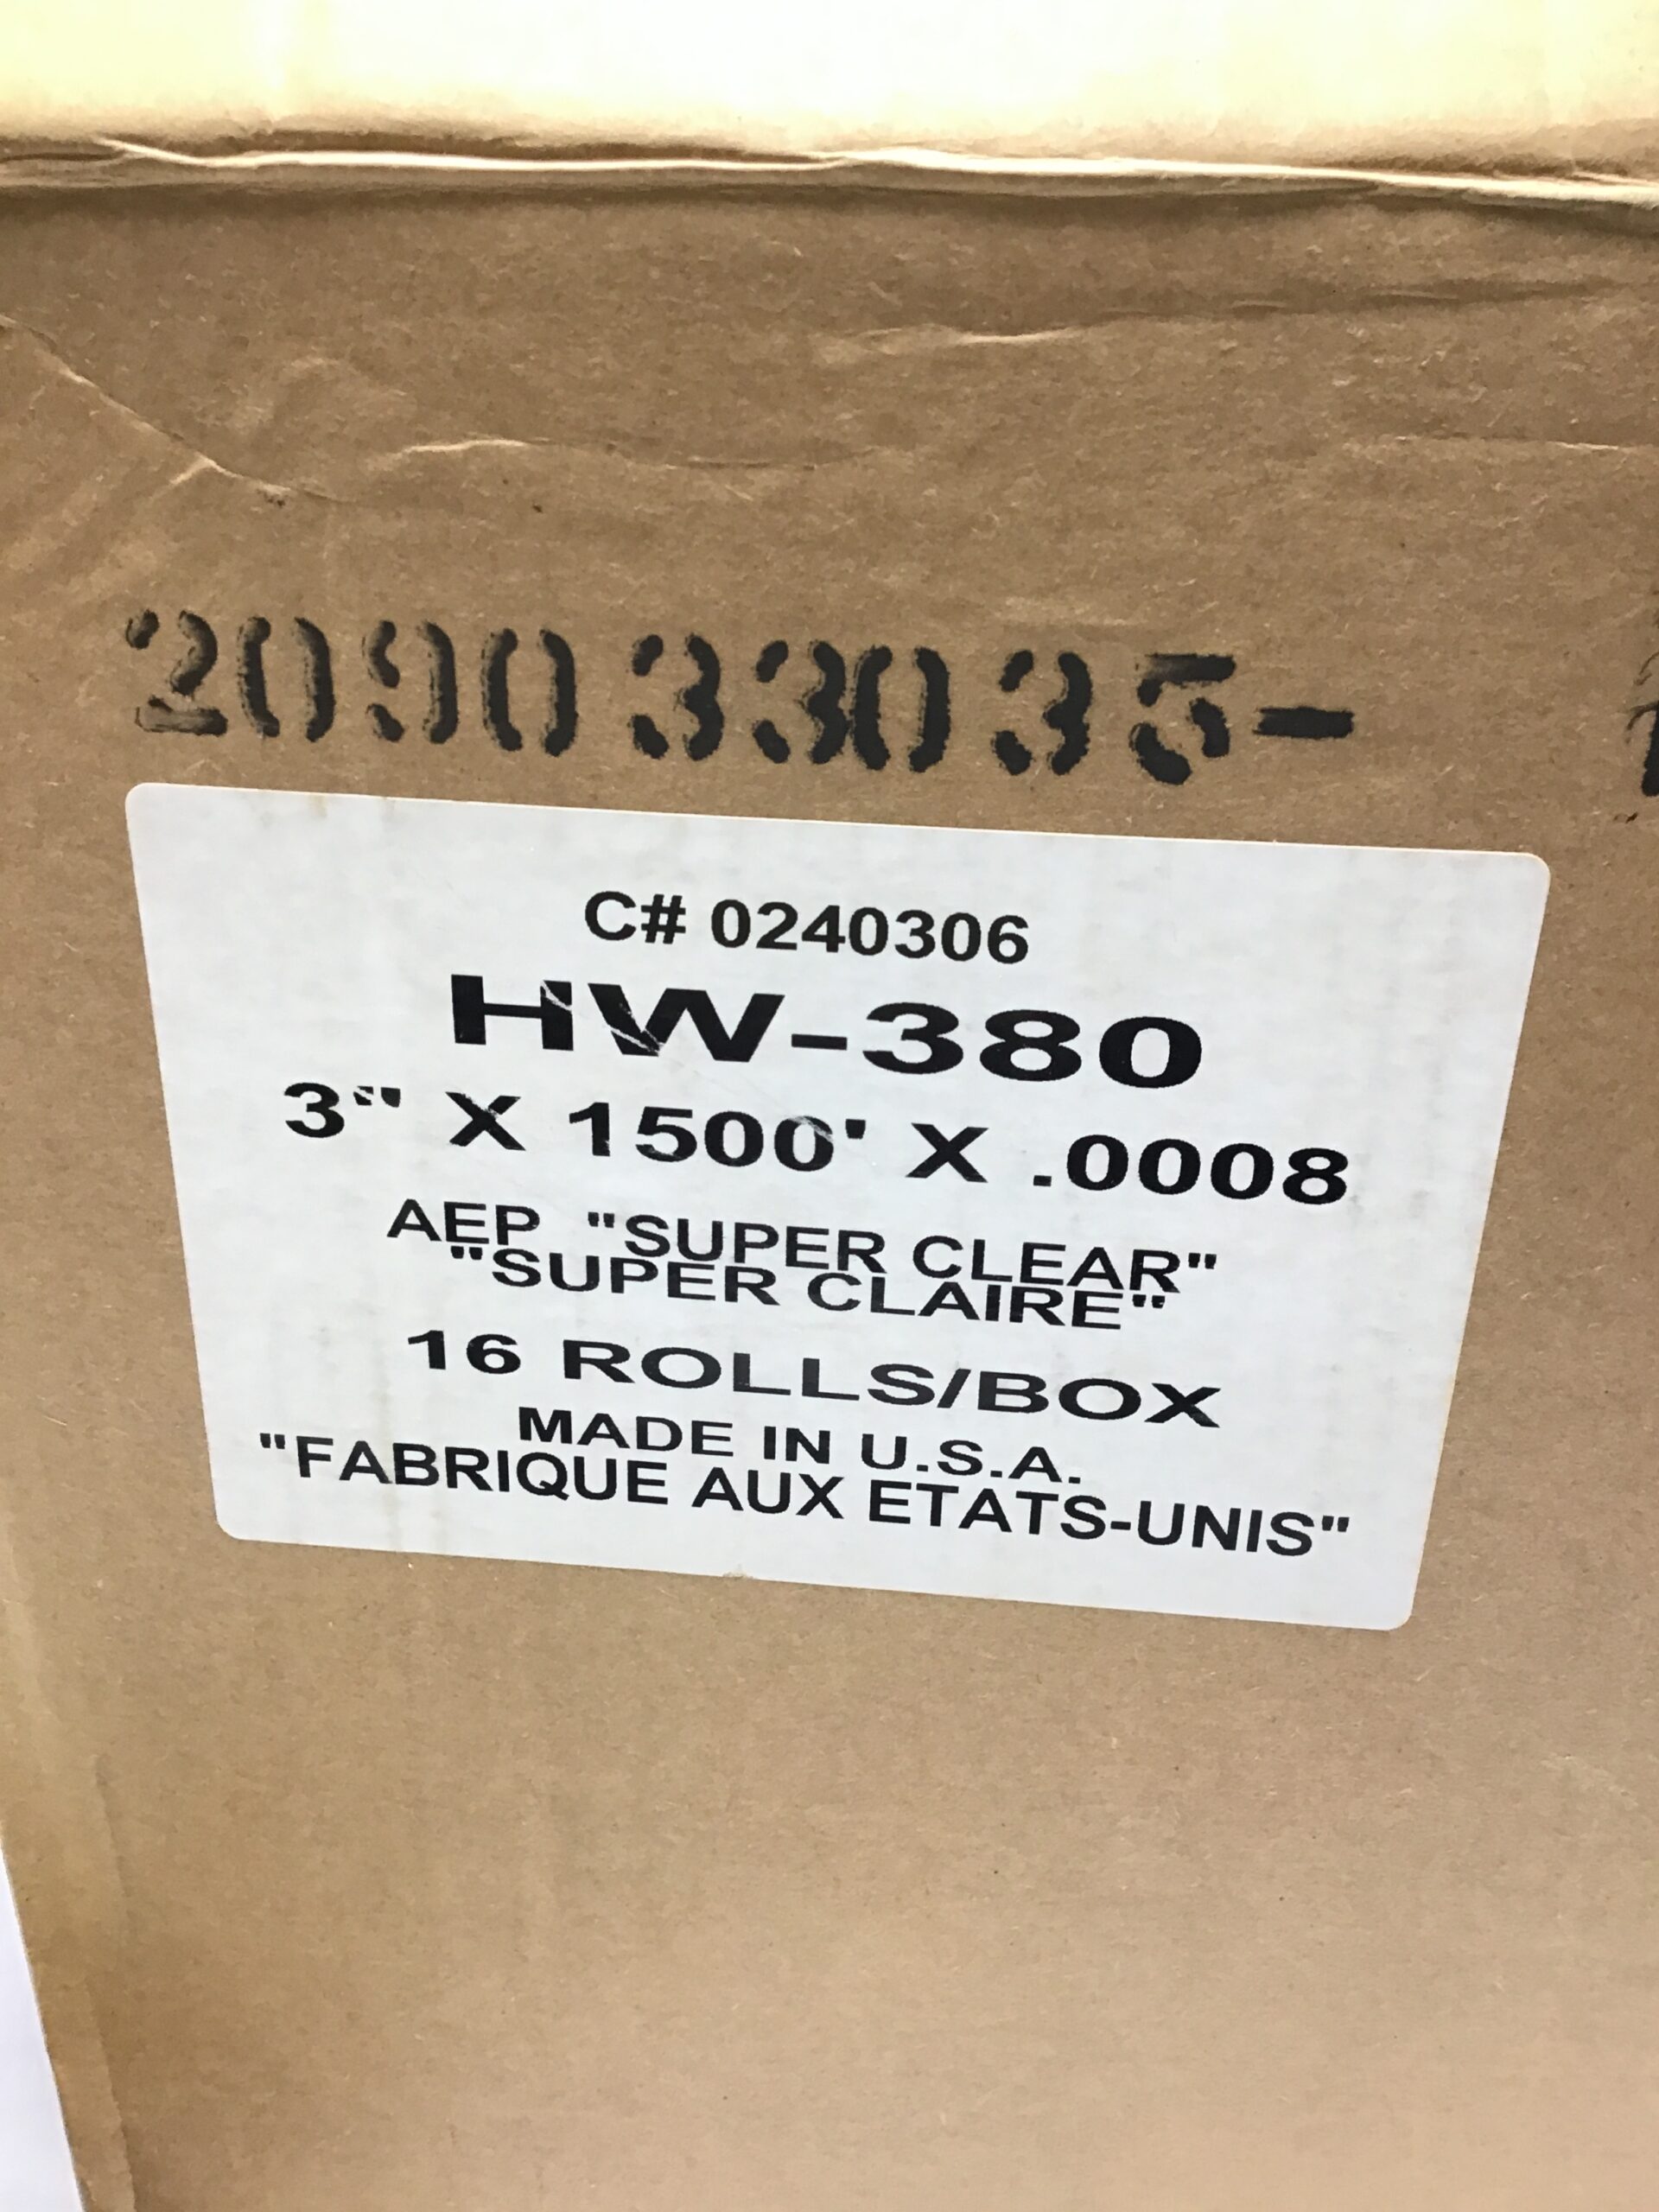 209033035-
C# 0240306
HW-380
3" X 1500' X .0008
AEP "SUPER CLEAR"
"SUPER CLAIRE"
16 ROLLS/BOX
MADE IN U.S.A.
"FABRIQUE AUX ETATS-UNIS"